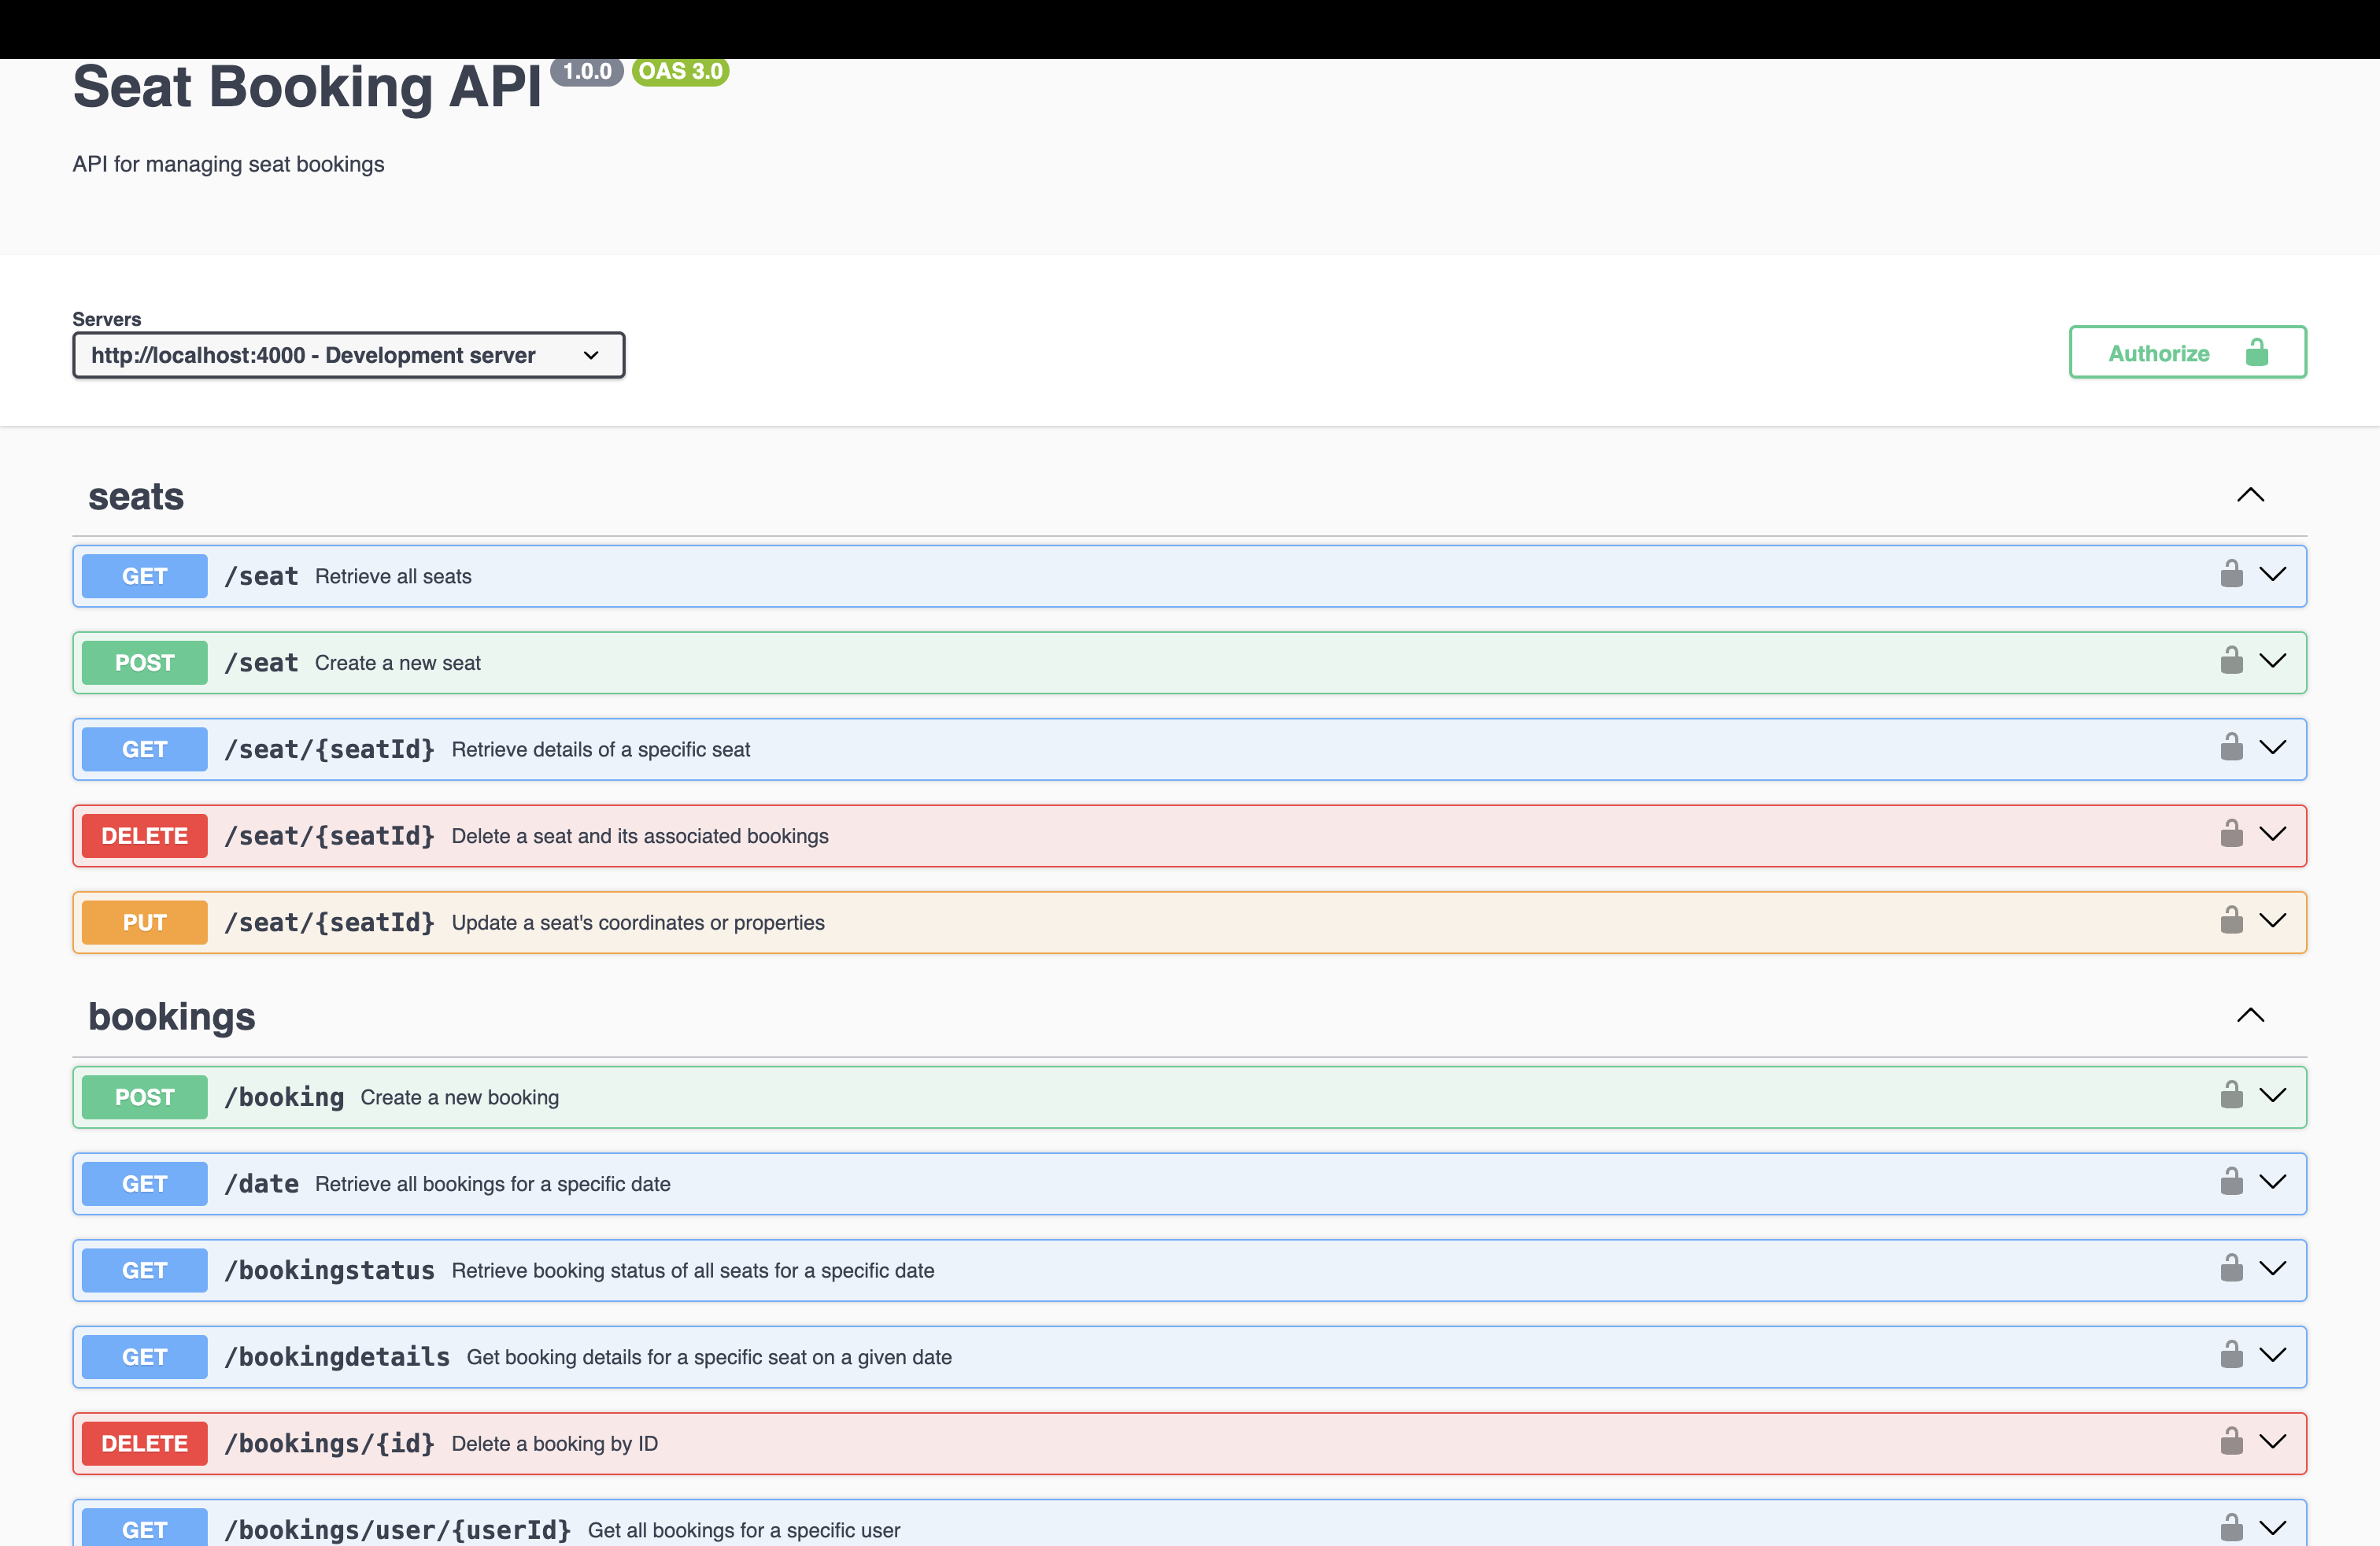 Seat Booking API 1.0.0 OAS 3.0
API for managing seat bookings
Servers
http://localhost:4000 - Development server
Authorize
seats
GET /seat Retrieve all seats
POST /seat Create a new seat
GET /seat/{seatId} Retrieve details of a specific seat
DELETE /seat/{seatId} Delete a seat and its associated bookings
PUT /seat/{seatId} Update a seat's coordinates or properties
bookings
POST /booking Create a new booking
GET /date Retrieve all bookings for a specific date
GET /bookingstatus Retrieve booking status of all seats for a specific date
GET /bookingdetails Get booking details for a specific seat on a given date
DELETE /bookings/{id} Delete a booking by ID
GET /bookings/user/{userId} Get all bookings for a specific user